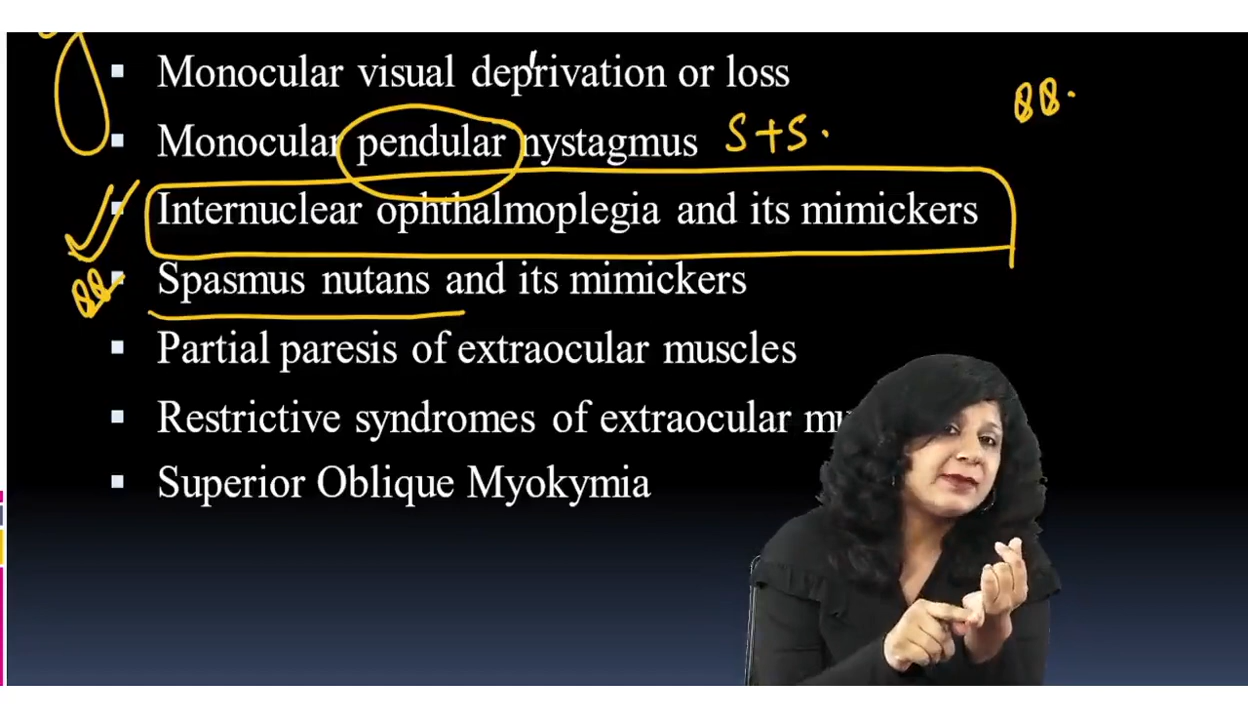 Monocular visual deprivation or loss
Monocular pendular nystagmus S+S.
Internuclear ophthalmoplegia and its mimickers
Spasmus nutans and its mimickers
Partial paresis of extraocular muscles
Restrictive syndromes of extraocular
Superior Oblique Myokymia